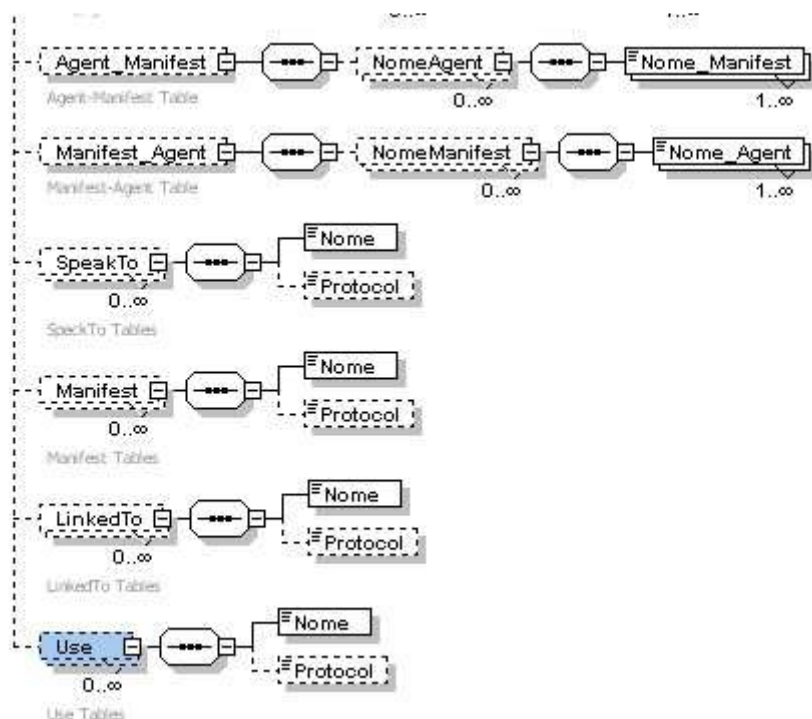 Agent_Manifest NomeAgent Nome_Manifest
Agent-Manifest Table 0..∞ 1..∞
Manifest_Agent NomeManifest Nome_Agent
Manifest-Agent Table 0..∞ 1..∞
Nome
SpeakTo
Protocol
0..∞
SpeckTo Tables
Nome
Manifest
Protocol
0..∞
Manifest Tables
Nome
LinkedTo
Protocol
0..∞
LinkedTo Tables
Nome
Use
Protocol
0..∞
Use Tables